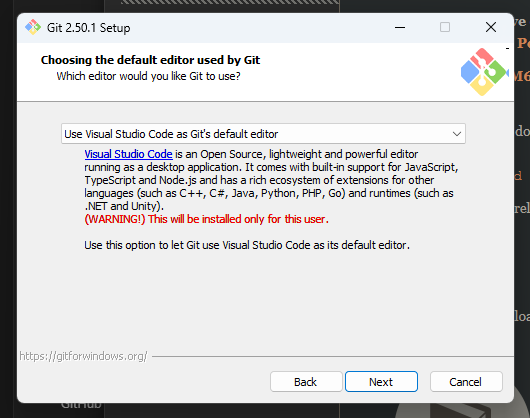 Git 2.50.1 Setup
Choosing the default editor used by Git
Which editor would you like Git to use?
Use Visual Studio Code as Git's default editor
Visual Studio Code is an Open Source, lightweight and powerful editor
running as a desktop application. It comes with built-in support for JavaScript,
TypeScript and Node.js and has a rich ecosystem of extensions for other
languages (such as C++, C#, Java, Python, PHP, Go) and runtimes (such as
.NET and Unity).
(WARNING!) This will be installed only for this user.
Use this option to let Git use Visual Studio Code as its default editor.
https://gitforwindows.org/
Back
Next
Cancel
GitHub